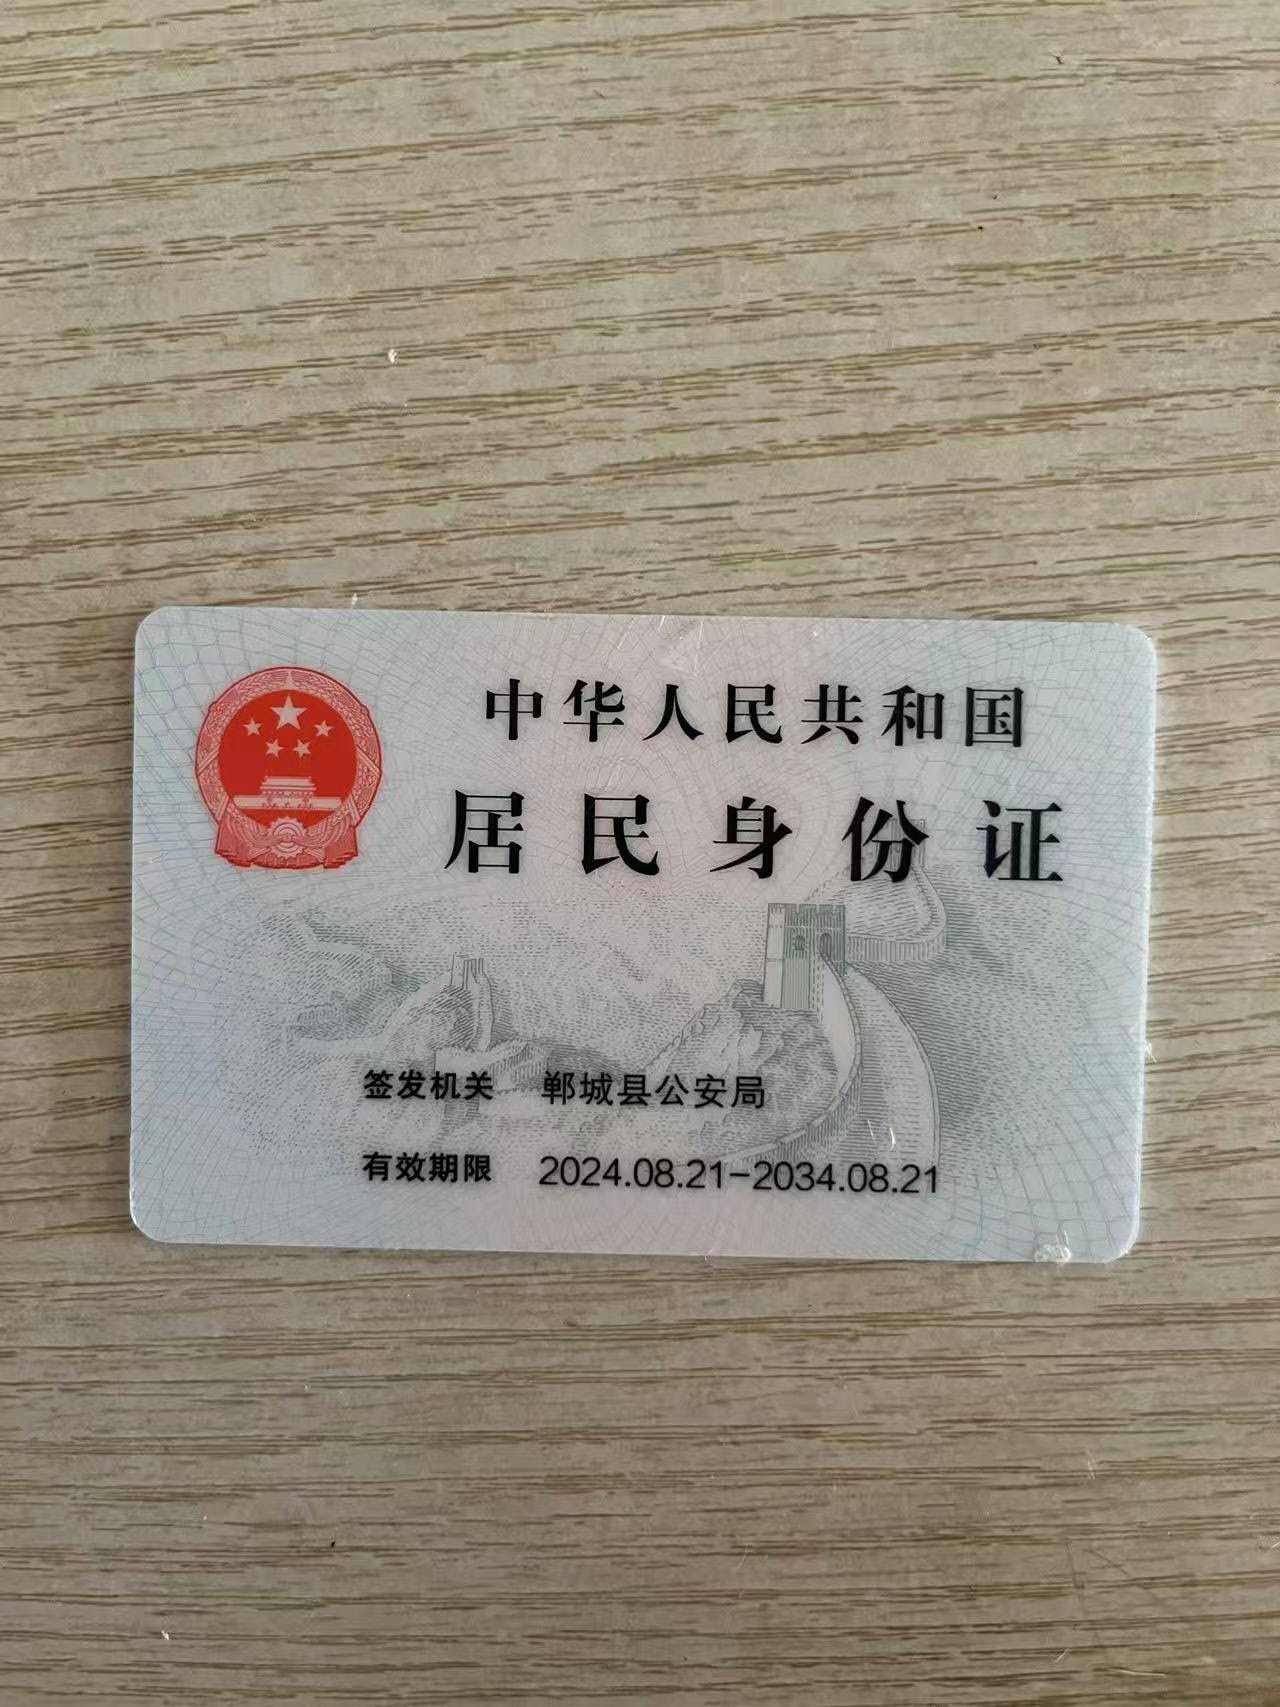 中华人民共和国
居民身份证
签发机关 郸城县公安局
有效期限 2024.08.21-2034.08.21